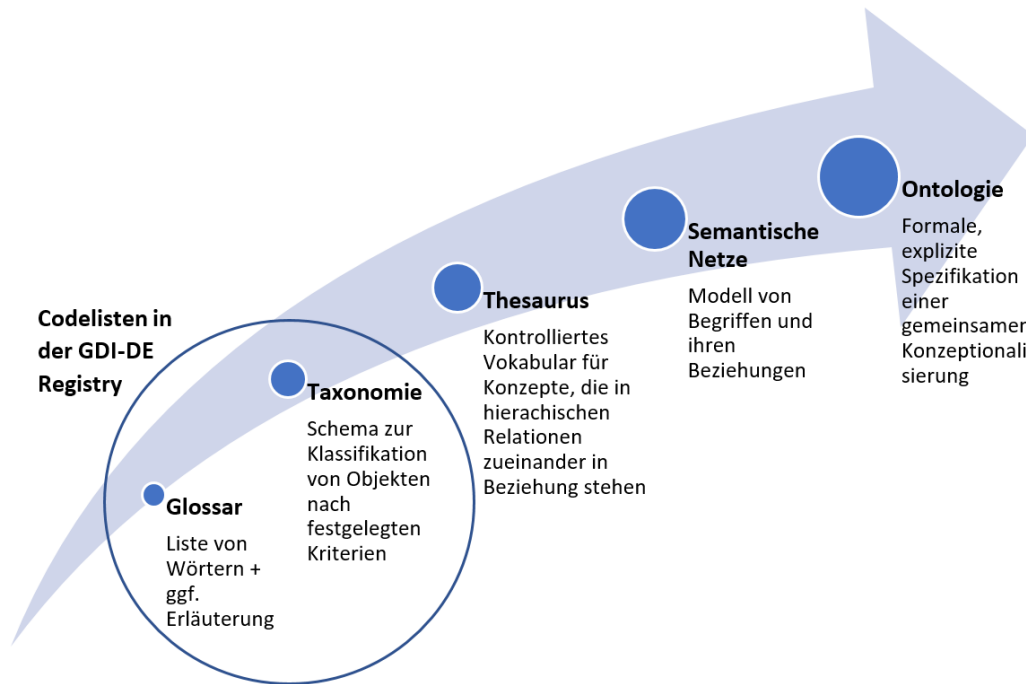 Codelisten in
der GDI-DE
Registry
Glossar
Liste von
Wörtern +
ggf.
Erläuterung
Taxonomie
Schema zur
Klassifikation
von Objekten
nach
festgelegten
Kriterien
Thesaurus
Kontrolliertes
Vokabular für
Konzepte, die in
hierachischen
Relationen
zueinander in
Beziehung stehen
Semantische
Netze
Modell von
Begriffen und
ihren
Beziehungen
Ontologie
Formale,
explizite
Spezifikation
einer
gemeinsamer
Konzeptionali
sierung